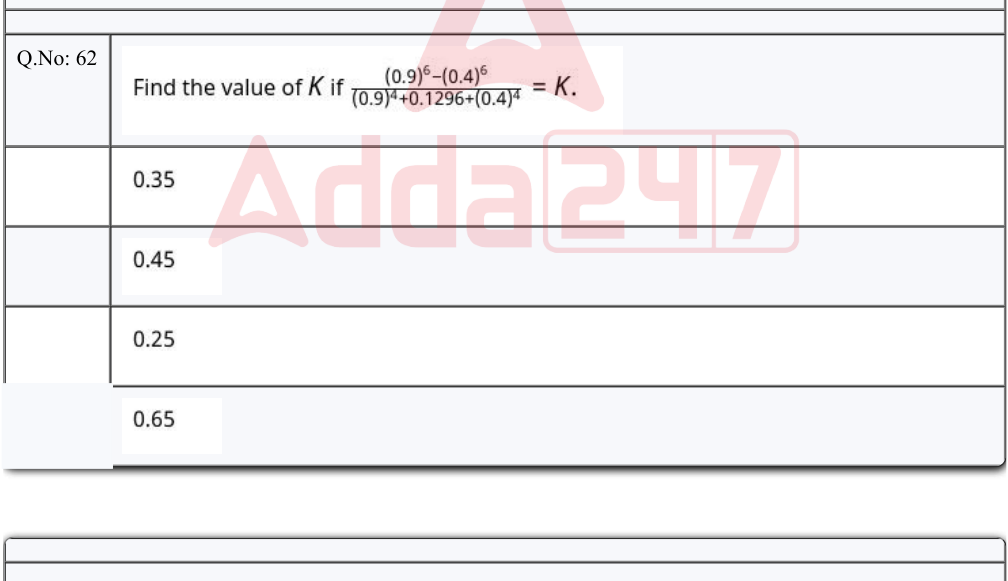 Q.No: 62
Find the value of K if \frac{(0.9)^6-(0.4)^6}{(0.9)^4+0.1296+(0.4)^4} = K.
Adda247
0.35
0.45
0.25
0.65